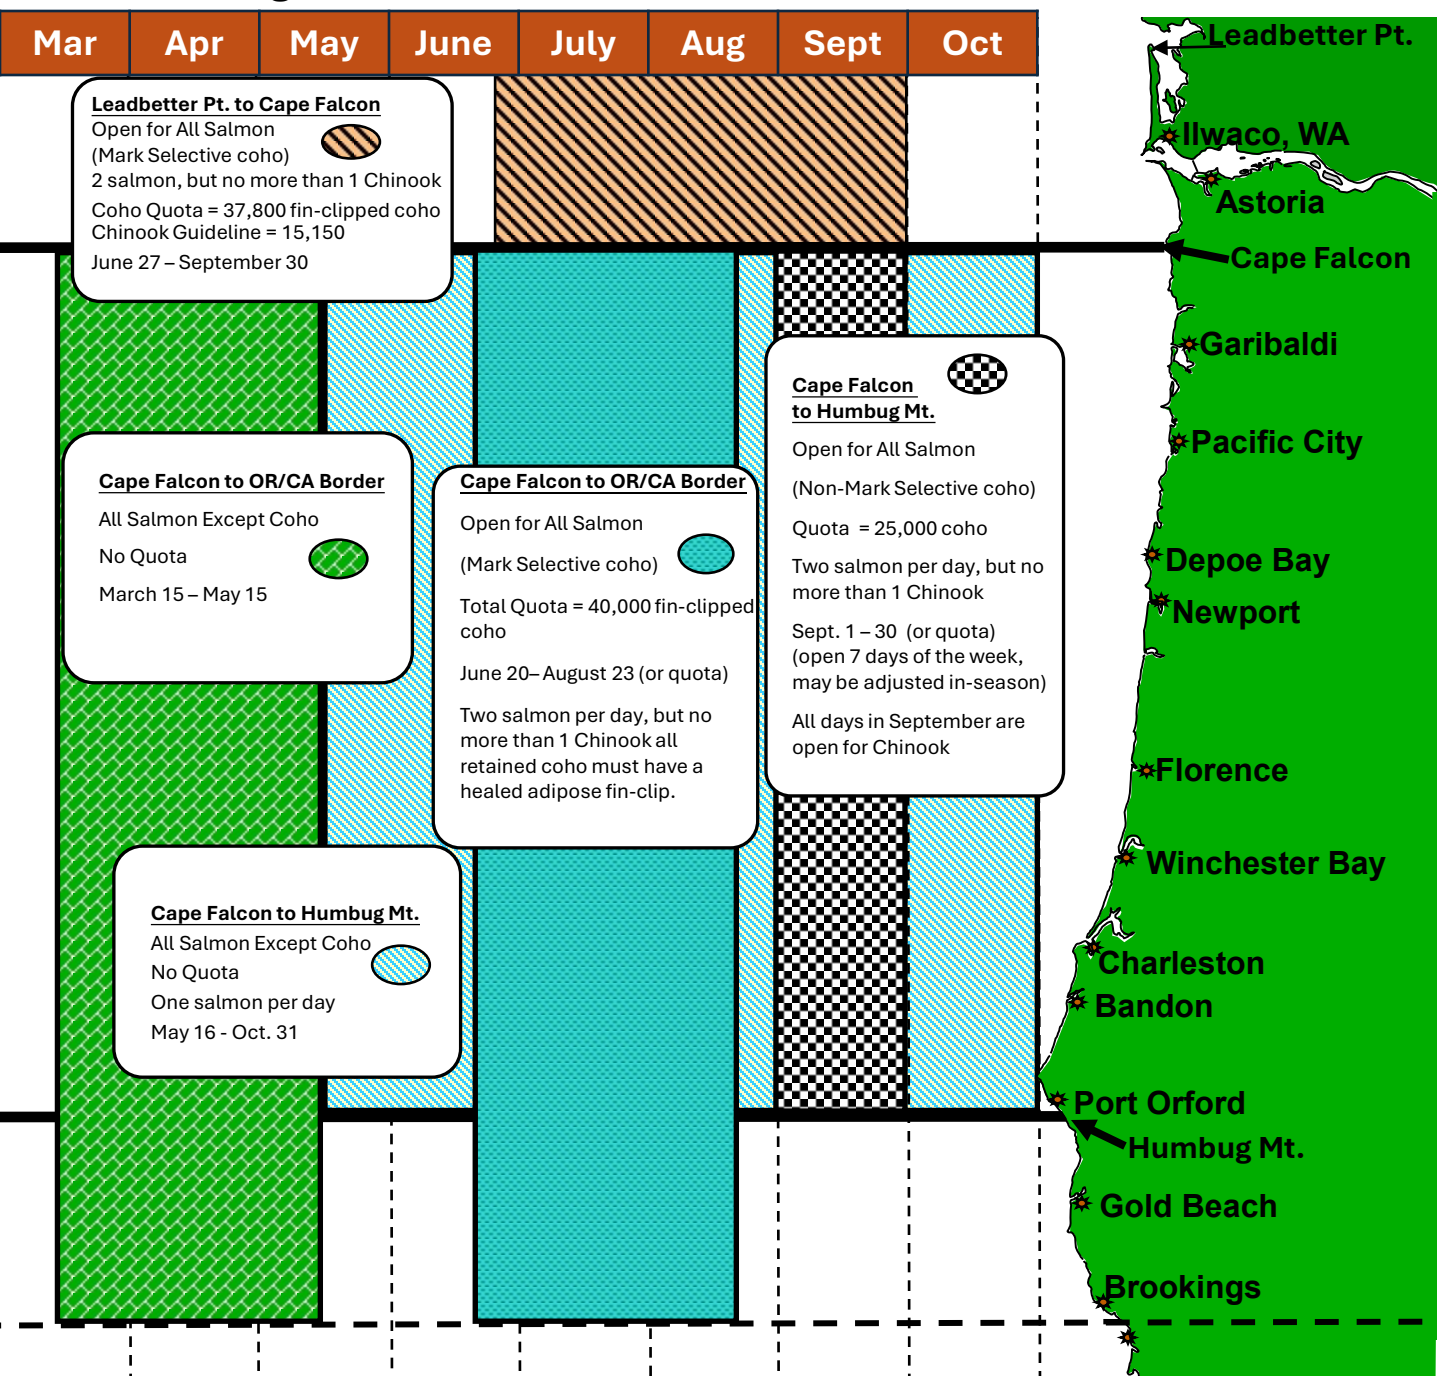 Mar Apr May June July Aug Sept Oct
Leadbetter Pt. to Cape Falcon
Open for All Salmon
(Mark Selective coho)
2 salmon, but no more than 1 Chinook
Coho Quota = 37,800 fin-clipped coho
Chinook Guideline = 15,150
June 27 – September 30
Cape Falcon to OR/CA Border
All Salmon Except Coho
No Quota
March 15 – May 15
Cape Falcon to Humbug Mt.
All Salmon Except Coho
No Quota
One salmon per day
May 16 - Oct. 31
Cape Falcon to OR/CA Border
Open for All Salmon
(Mark Selective coho)
Total Quota = 40,000 fin-clipped
coho
June 20– August 23 (or quota)
Two salmon per day, but no
more than 1 Chinook all
retained coho must have a
healed adipose fin-clip.
Cape Falcon
to Humbug Mt.
Open for All Salmon
(Non-Mark Selective coho)
Quota  = 25,000 coho
Two salmon per day, but no
more than 1 Chinook
Sept. 1 – 30  (or quota)
(open 7 days of the week,
may be adjusted in-season)
All days in September are
open for Chinook
Leadbetter Pt.
Ilwaco, WA
Astoria
Cape Falcon
Garibaldi
Pacific City
Depoe Bay
Newport
Florence
Winchester Bay
Charleston
Bandon
Port Orford
Humbug Mt.
Gold Beach
Brookings